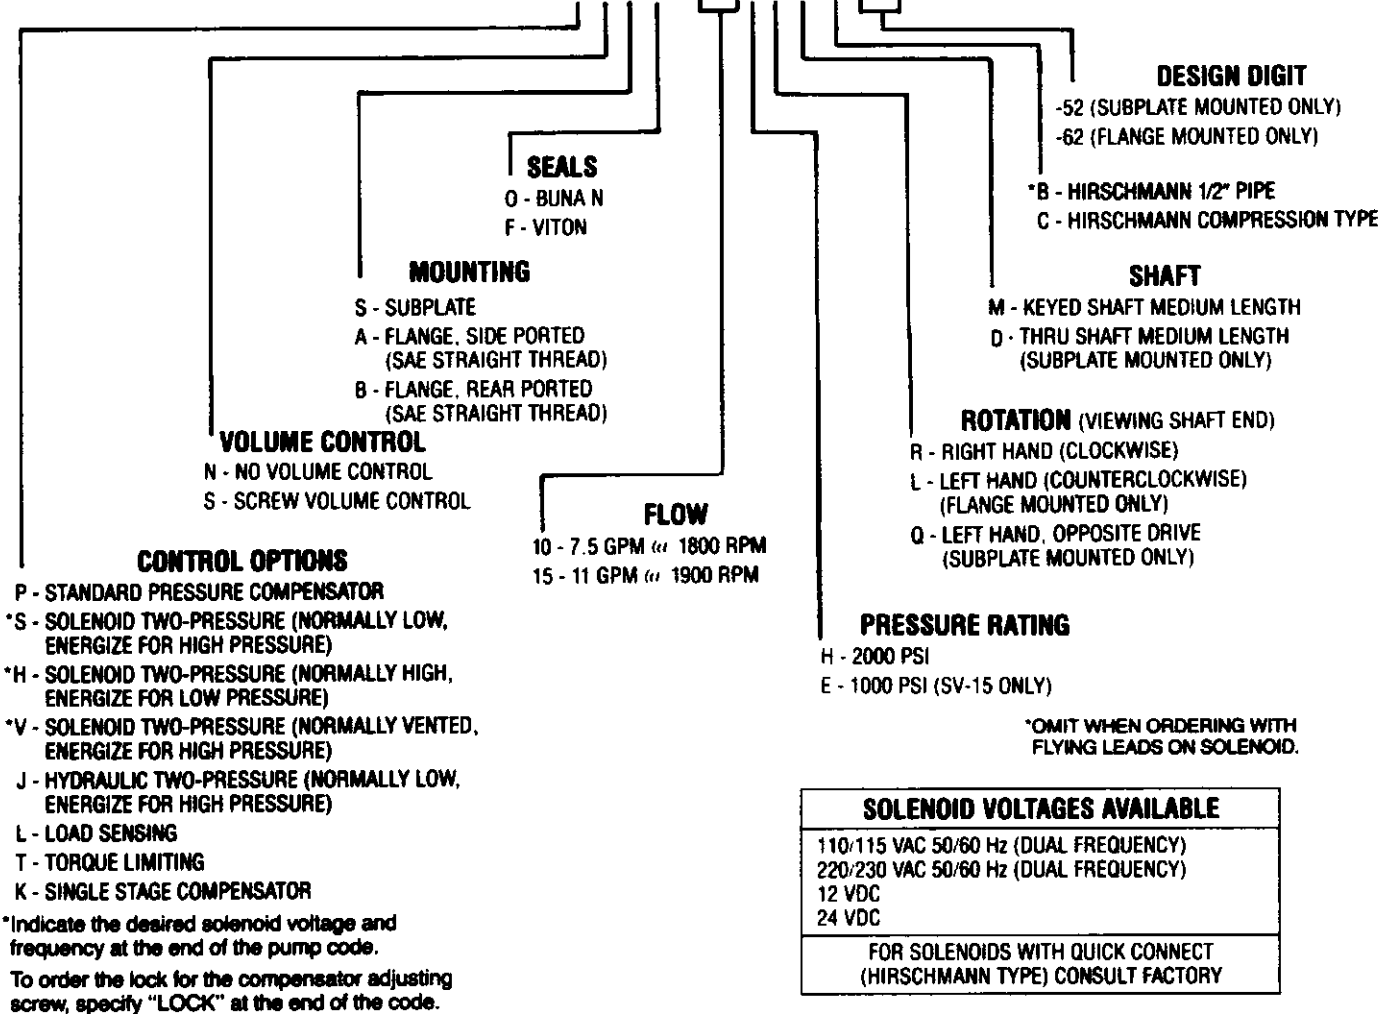 DESIGN DIGIT
-52 (SUBPLATE MOUNTED ONLY)
-62 (FLANGE MOUNTED ONLY)
*B - HIRSCHMANN 1/2" PIPE
C - HIRSCHMANN COMPRESSION TYPE
SEALS
O - BUNA N
F - VITON
MOUNTING
S - SUBPLATE
A - FLANGE, SIDE PORTED
(SAE STRAIGHT THREAD)
B - FLANGE, REAR PORTED
(SAE STRAIGHT THREAD)
SHAFT
M - KEYED SHAFT MEDIUM LENGTH
D - THRU SHAFT MEDIUM LENGTH
(SUBPLATE MOUNTED ONLY)
VOLUME CONTROL
N - NO VOLUME CONTROL
S - SCREW VOLUME CONTROL
ROTATION (VIEWING SHAFT END)
R - RIGHT HAND (CLOCKWISE)
L - LEFT HAND (COUNTERCLOCKWISE)
(FLANGE MOUNTED ONLY)
Q - LEFT HAND, OPPOSITE DRIVE
(SUBPLATE MOUNTED ONLY)
FLOW
10 - 7.5 GPM @ 1800 RPM
15 - 11 GPM @ 1900 RPM
CONTROL OPTIONS
P - STANDARD PRESSURE COMPENSATOR
*S - SOLENOID TWO-PRESSURE (NORMALLY LOW,
ENERGIZE FOR HIGH PRESSURE)
*H - SOLENOID TWO-PRESSURE (NORMALLY HIGH,
ENERGIZE FOR LOW PRESSURE)
*V - SOLENOID TWO-PRESSURE (NORMALLY VENTED,
ENERGIZE FOR HIGH PRESSURE)
J - HYDRAULIC TWO-PRESSURE (NORMALLY LOW,
ENERGIZE FOR HIGH PRESSURE)
L - LOAD SENSING
T - TORQUE LIMITING
K - SINGLE STAGE COMPENSATOR
*Indicate the desired solenoid voltage and
frequency at the end of the pump code.
To order the lock for the compensator adjusting
screw, specify "LOCK" at the end of the code.
PRESSURE RATING
H - 2000 PSI
E - 1000 PSI (SV-15 ONLY)
*OMIT WHEN ORDERING WITH
FLYING LEADS ON SOLENOID.
SOLENOID VOLTAGES AVAILABLE
110/115 VAC 50/60 Hz (DUAL FREQUENCY)
220/230 VAC 50/60 Hz (DUAL FREQUENCY)
12 VDC
24 VDC
FOR SOLENOIDS WITH QUICK CONNECT
(HIRSCHMANN TYPE) CONSULT FACTORY